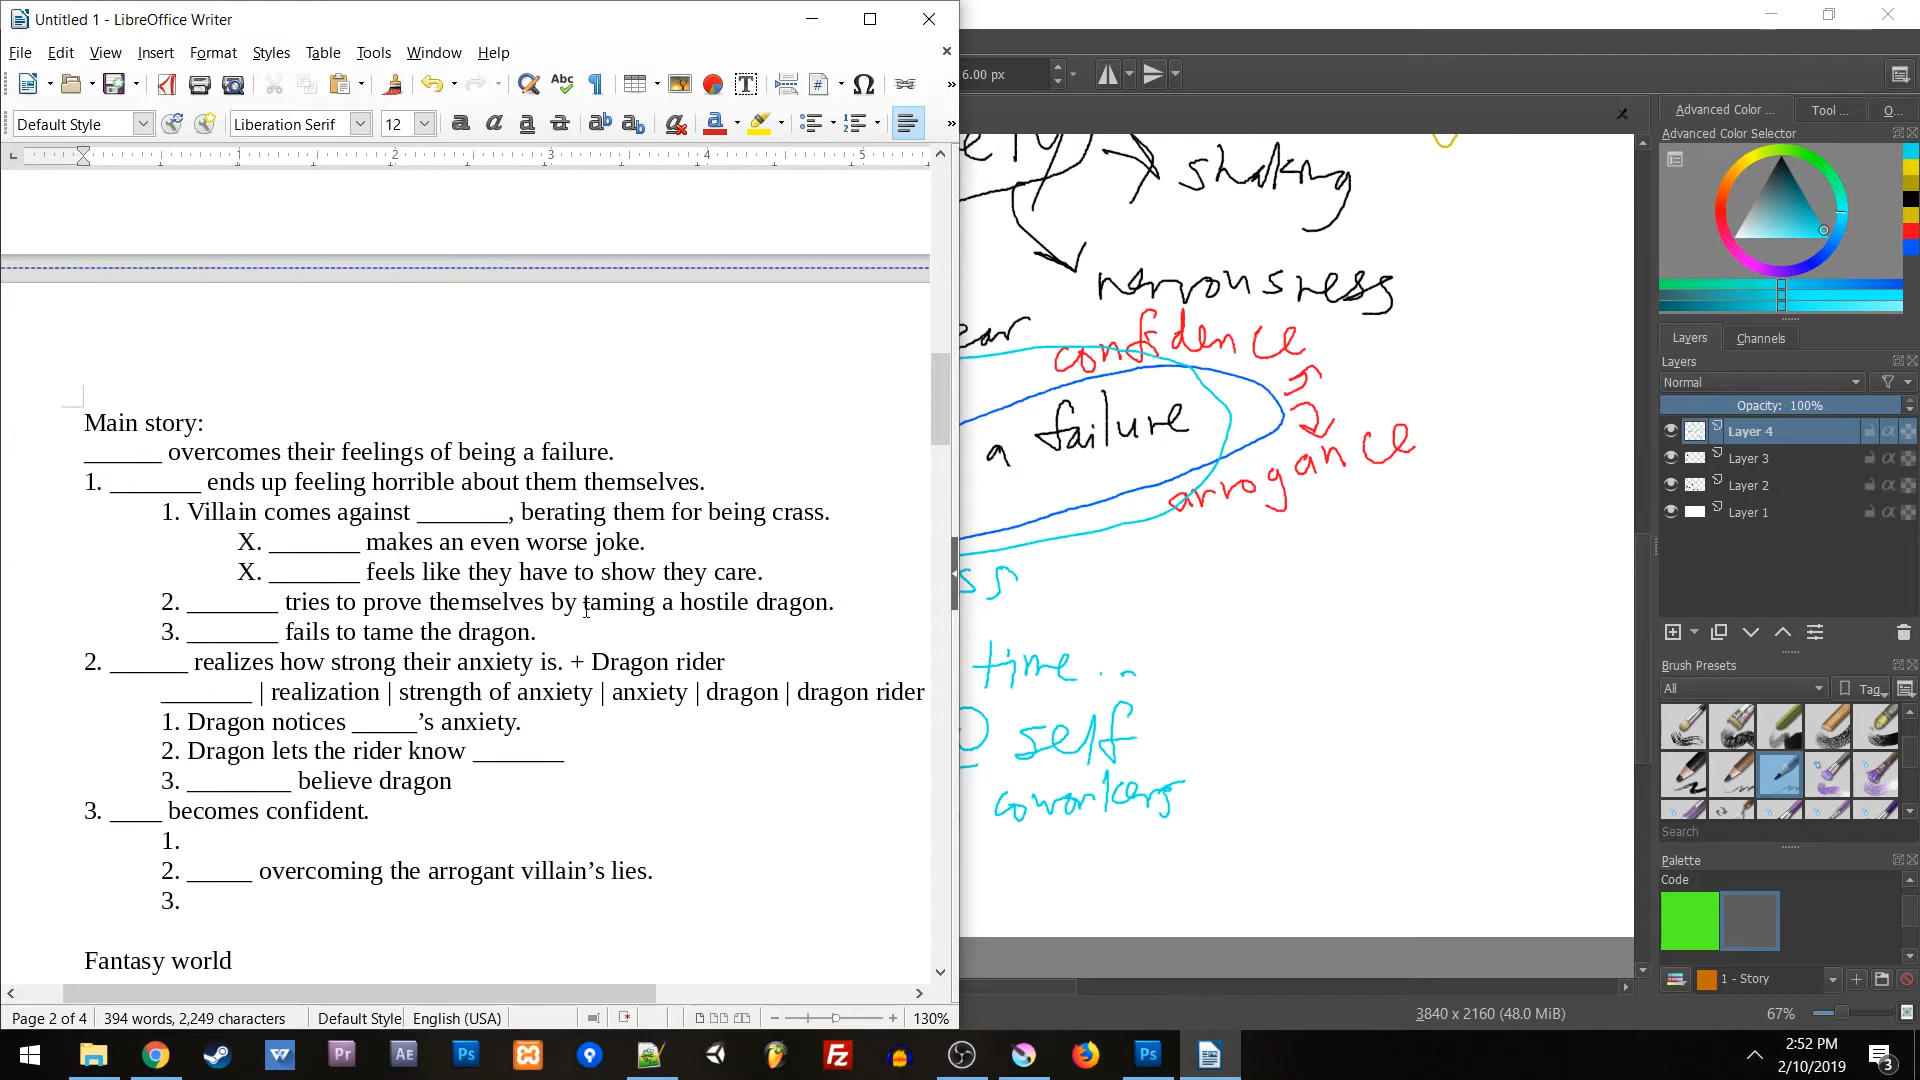 Untitled 1 - LibreOffice Writer
File Edit View Insert Format Styles Table Tools Window Help
Default Style Liberation Serif 12
1 2 3 4 5
Main story:
______ overcomes their feelings of being a failure.
1. _______ ends up feeling horrible about them themselves.
1. Villain comes against _______, berating them for being crass.
X. _______ makes an even worse joke.
X. _______ feels like they have to show they care.
2. _______ tries to prove themselves by taming a hostile dragon.
3. _______ fails to tame the dragon.
2. ______ realizes how strong their anxiety is. + Dragon rider
_______ | realization | strength of anxiety | anxiety | dragon | dragon rider
1. Dragon notices _____’s anxiety.
2. Dragon lets the rider know _______
3. ________ believe dragon
3. ____ becomes confident.
1.
2. _____ overcoming the arrogant villain’s lies.
3.
Fantasy world
Page 2 of 4 394 words, 2,249 characters Default Style English (USA) 130%
6.00 px
shaking
nervousness
confidence
a failure
arrogance
time...
self
coworkers
Advanced Color ... Tool ... O...
Advanced Color Selector
Layers Channels
Layers
Normal
Opacity: 100%
Layer 4
Layer 3
Layer 2
Layer 1
Brush Presets
All Tag
Search
Palette
Code
1 - Story
3840 x 2160 (48.0 MiB) 67%
2:52 PM
2/10/2019
3